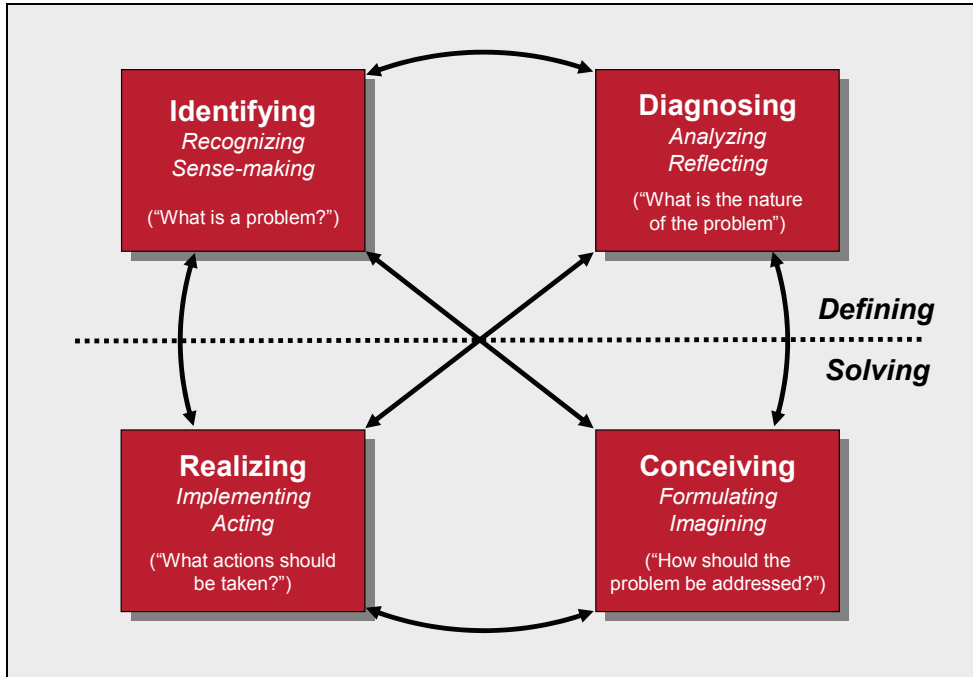 Identifying
Recognizing
Sense-making
(“What is a problem?”)
Diagnosing
Analyzing
Reflecting
(“What is the nature
of the problem”)
Defining
Solving
Realizing
Implementing
Acting
(“What actions should
be taken?”)
Conceiving
Formulating
Imagining
(“How should the
problem be addressed?”)